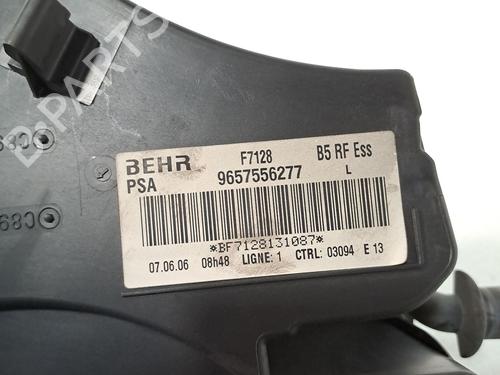 B-PARTS
BEHR F7128 B5 RF Ess
PSA 9657556277 L
*BF7128131087*
07.06.06 08h48 LIGNE: 1 CTRL: 03094 E 13